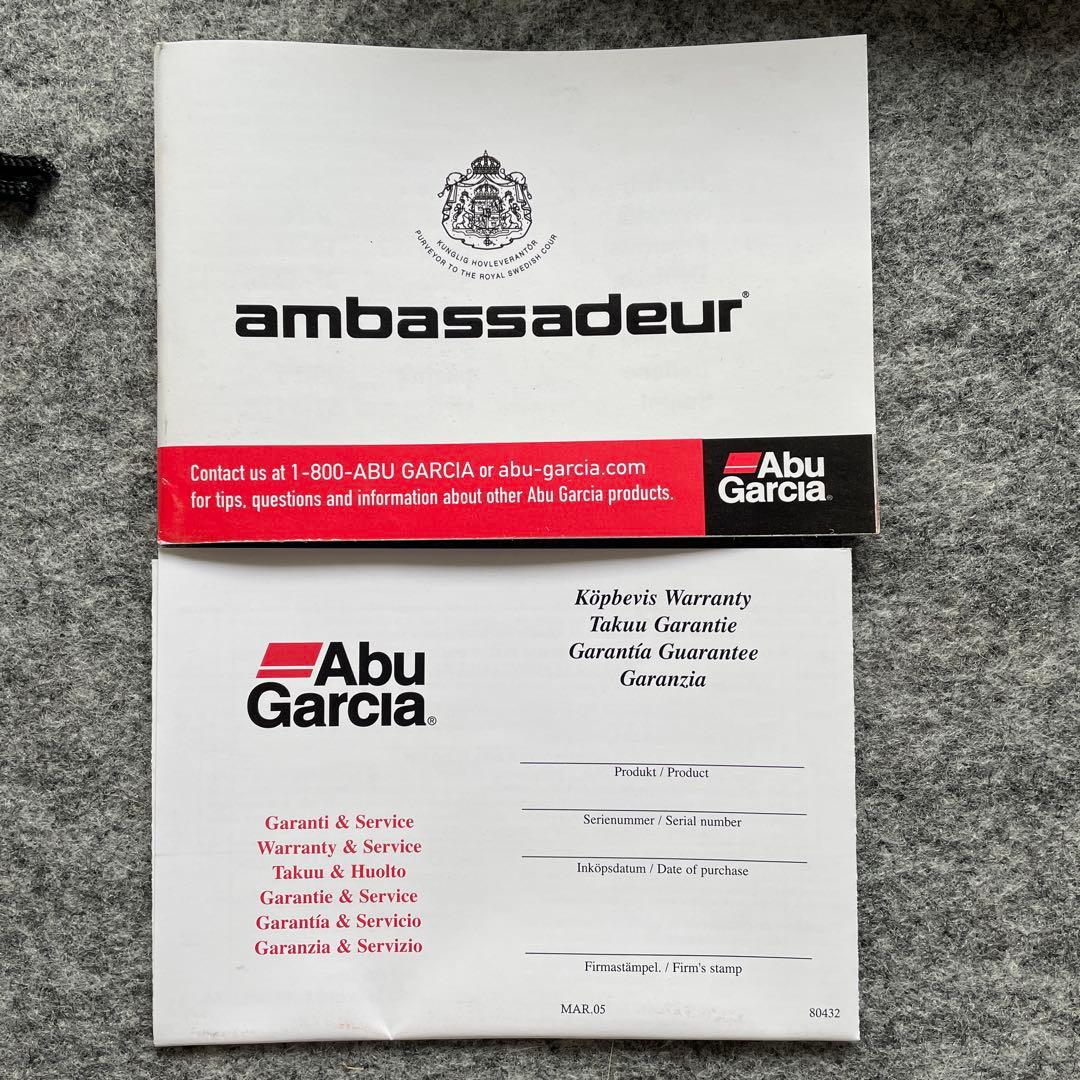 KUNGLIG HOVLEVERANTÖR
PURVEYOR TO THE ROYAL SWEDISH COUR
ambassadeur®
Contact us at 1-800-ABU GARCIA or abu-garcia.com
for tips, questions and information about other Abu Garcia products.
Abu
Garcia®
Abu
Garcia®
Garanti & Service
Warranty & Service
Takuu & Huolto
Garantie & Service
Garantía & Servicio
Garanzia & Servizio
Köpbevis Warranty
Takuu Garantie
Garantía Guarantee
Garanzia
Produkt / Product
Serienummer / Serial number
Inköpsdatum / Date of purchase
Firmastämpel. / Firm's stamp
MAR.05
80432